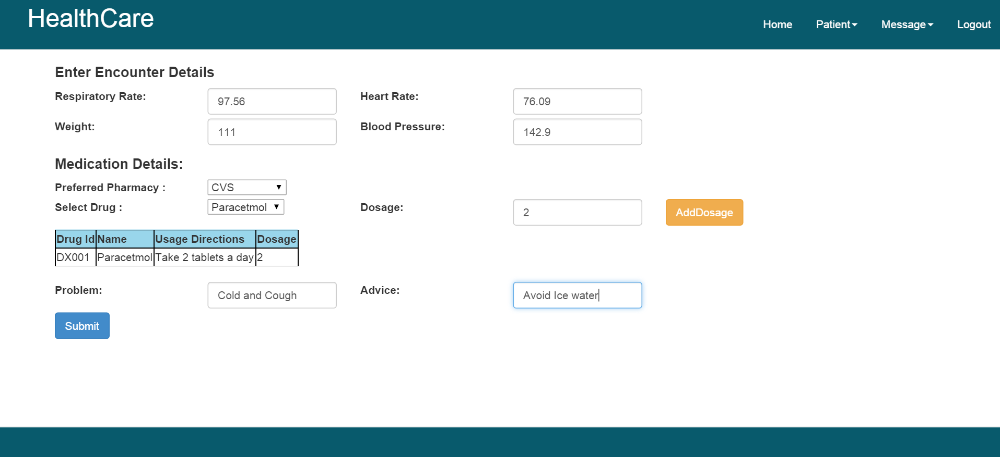 HealthCare
Home Patient Message Logout
Enter Encounter Details
Respiratory Rate: 97.56 Heart Rate: 76.09
Weight: 111 Blood Pressure: 142.9
Medication Details:
Preferred Pharmacy : CVS
Select Drug : Paracetmol Dosage: 2 AddDosage
Drug Id Name Usage Directions Dosage
DX001 Paracetmol Take 2 tablets a day 2
Problem: Cold and Cough Advice: Avoid Ice water
Submit